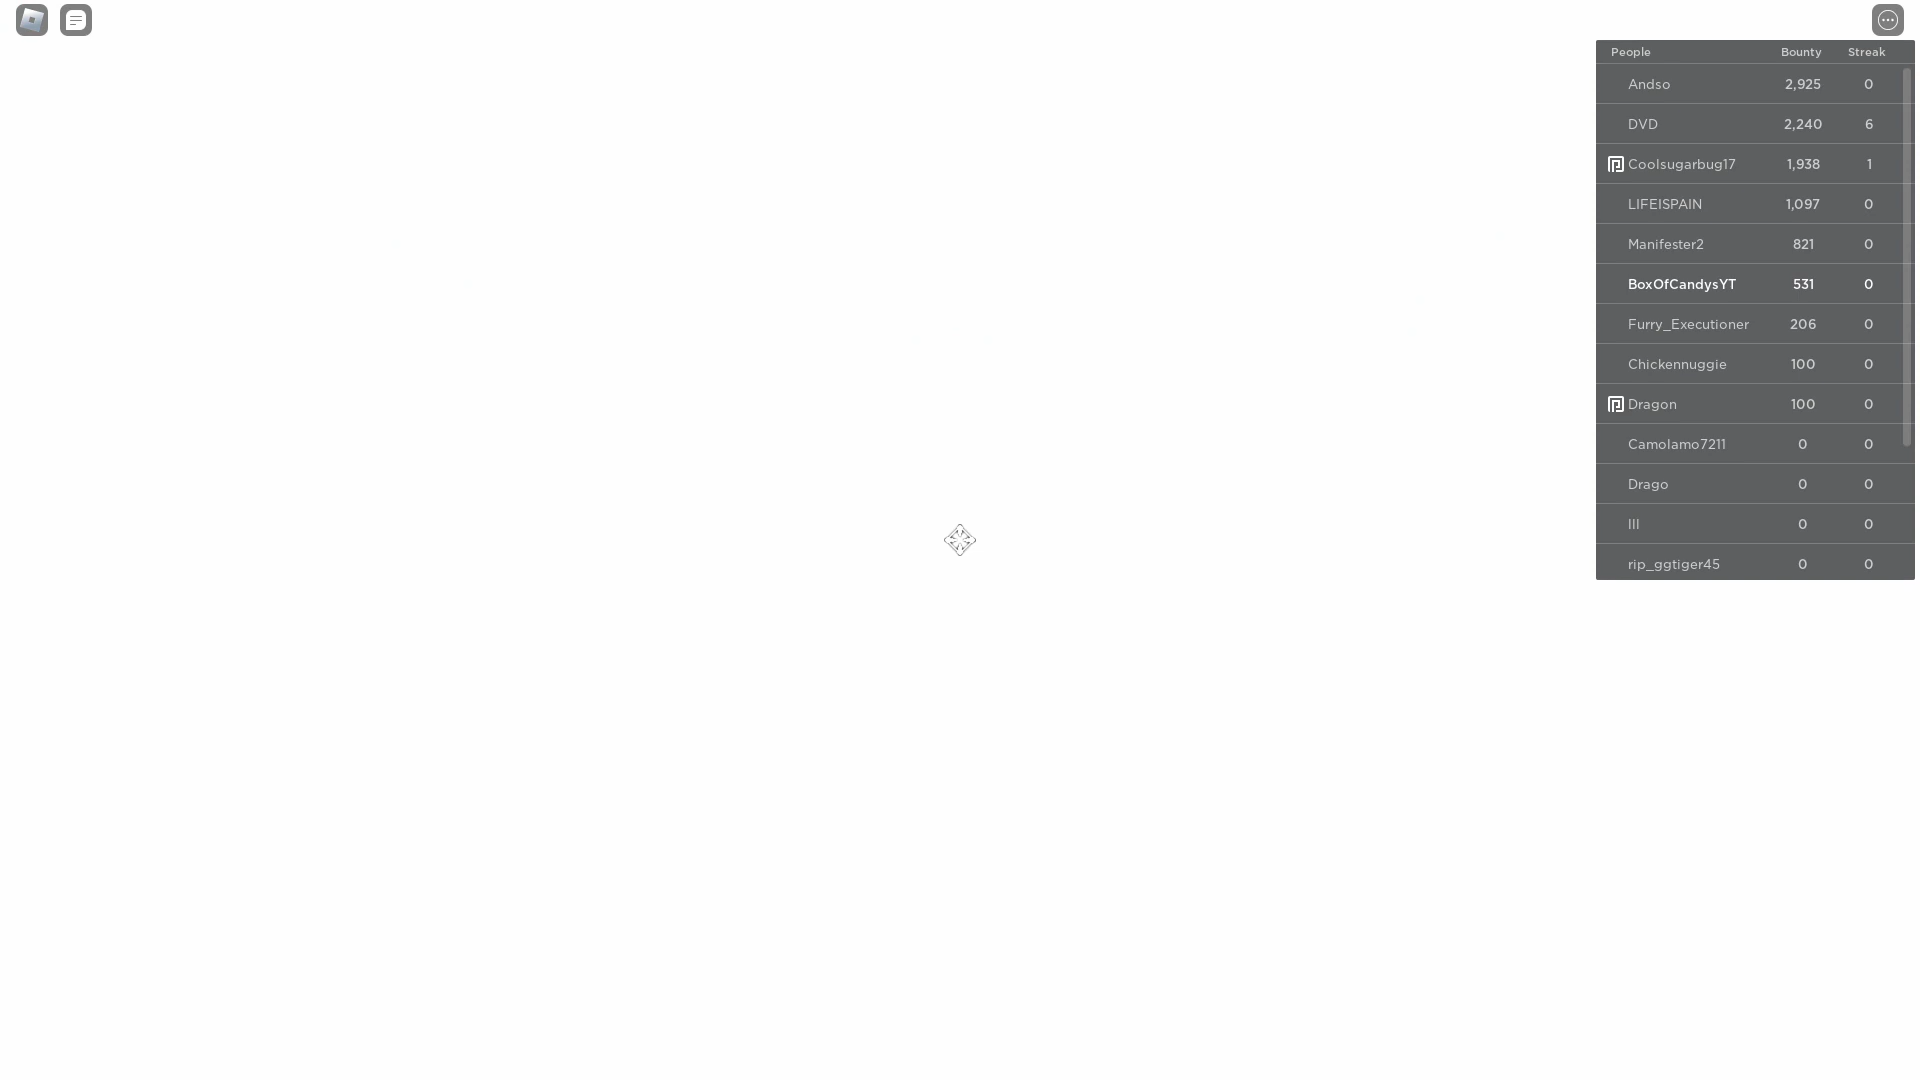 People Bounty Streak
Andso 2,925 0
DVD 2,240 6
Coolsugarbug17 1,938 1
LIFEISPAIN 1,097 0
Manifester2 821 0
BoxOfCandysYT 531 0
Furry_Executioner 206 0
Chickennuggie 100 0
Dragon 100 0
Camolamo7211 0 0
Drago 0 0
lll 0 0
rip_ggtiger45 0 0